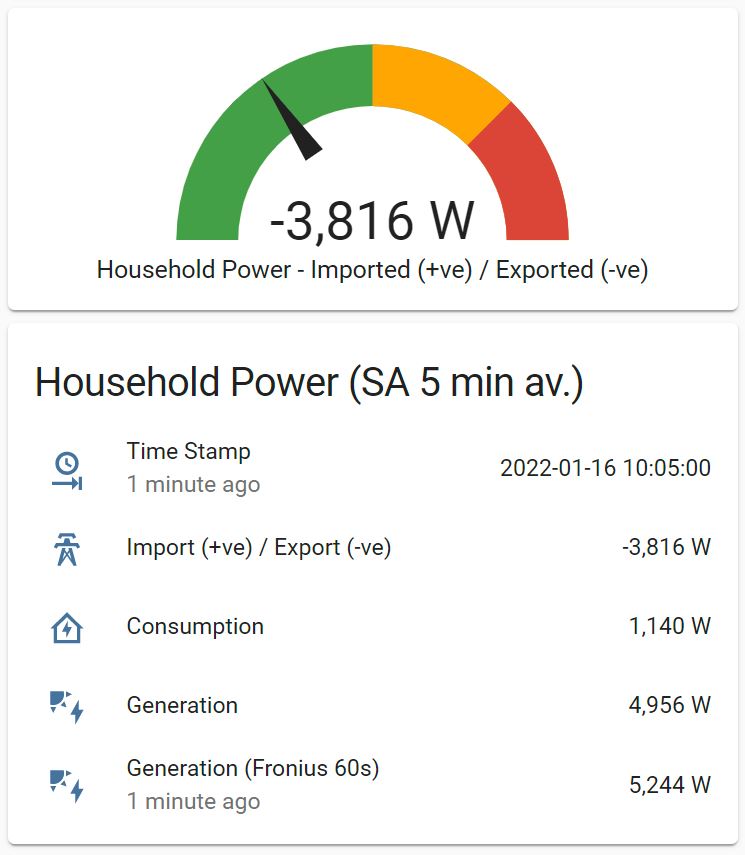 -3,816 W
Household Power - Imported (+ve) / Exported (-ve)
Household Power (SA 5 min av.)
Time Stamp
1 minute ago
2022-01-16 10:05:00
Import (+ve) / Export (-ve)
-3,816 W
Consumption
1,140 W
Generation
4,956 W
Generation (Fronius 60s)
1 minute ago
5,244 W